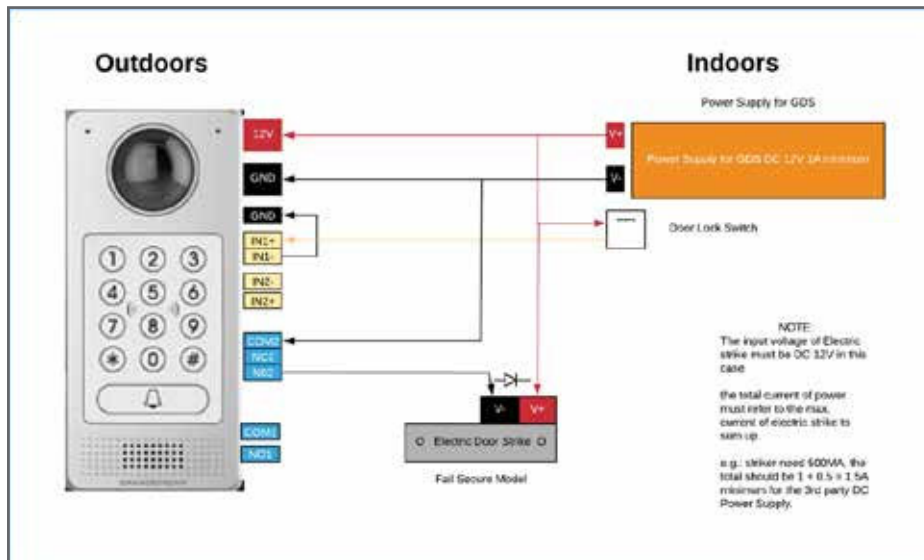 Outdoors
Indoors
Power Supply for GDS
12V
V+
Power Supply for GDS DC 12V 1A minimum
GND
V-
GND
IN1+
IN1-
Door Lock Switch
IN2-
IN2+
1 2 3
4 5 6
7 8 9
* 0 #
COM2
NC2
NO2
V- V+
Electric Door Strike
Fail Secure Model
COM1
NO1
NOTE
The input voltage of Electric
strike must be DC 12V in this
case
the total current of power
must refer to the max.
current of electric strike to
sum up.
e.g.: striker need 500MA, the
total should be 1 + 0.5 = 1.5A
minimum for the 3rd party DC
Power Supply.